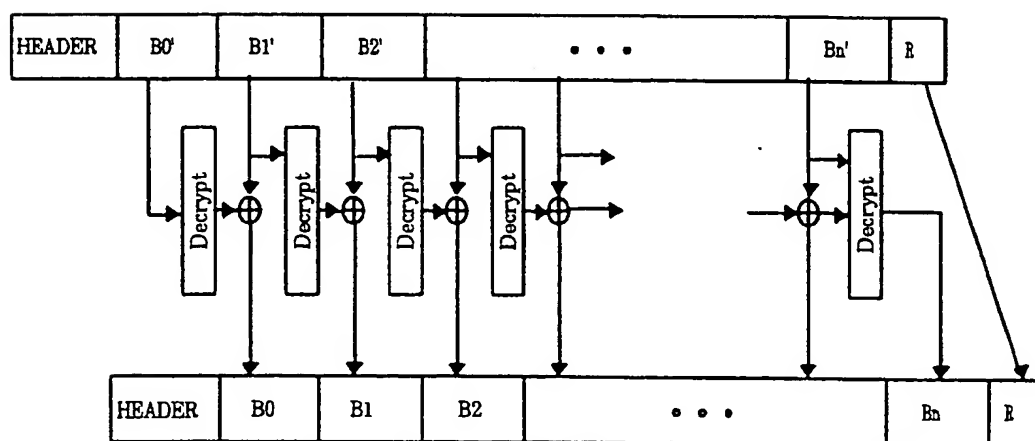 HEADER B0' B1' B2' • • • Bn' R
Decrypt Decrypt Decrypt Decrypt Decrypt
HEADER B0 B1 B2 • • • Bn R